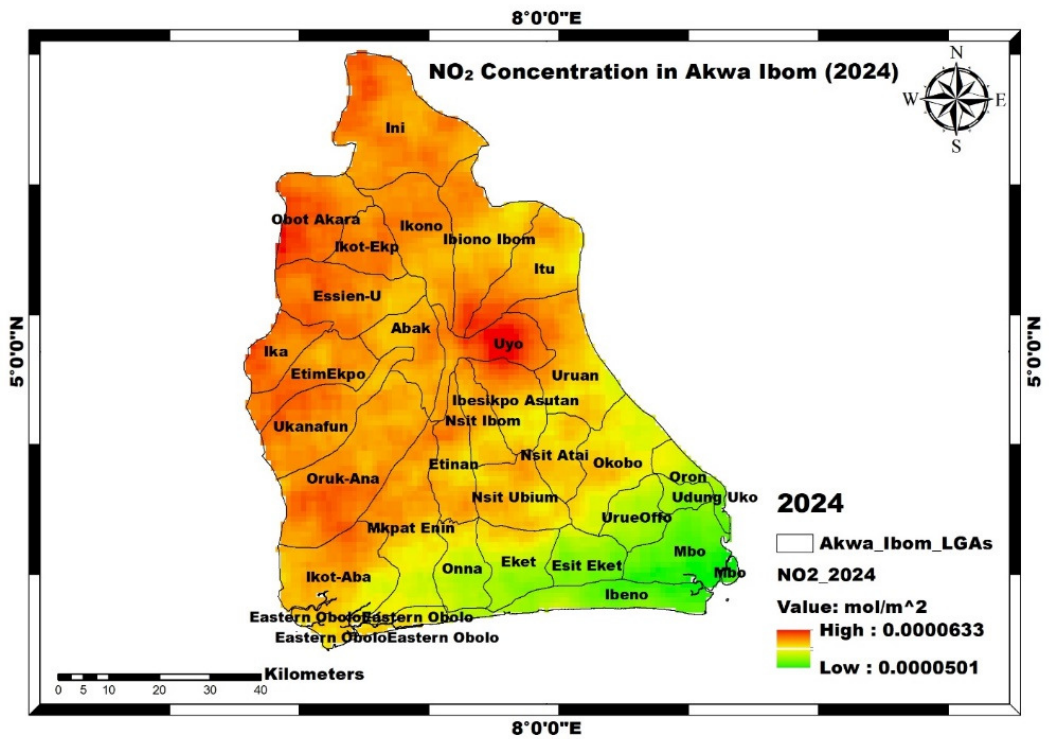 8°0'0"E
NO₂ Concentration in Akwa Ibom (2024)
N
W E
S
Ini
Obot Akara
Ikono
Ikot-Ekp
Ibiono Ibom
Itu
Essien-U
Abak
Uyo
5°0'0"N
5°0'0"N
Ika
EtimEkpo
Uruan
Ibesikpo Asutan
Nsit Ibom
Ukanafun
Etinan
Nsit Atai
Okobo
Oruk-Ana
Oron
Nsit Ubium
Udung Uko
UrueOffo
Mkpat Enin
Mbo
Ikot-Aba
Onna
Eket
Esit Eket
Mbo
Ibeno
Eastern Obolo Eastern Obolo
Eastern Obolo Eastern Obolo
2024
Akwa_Ibom_LGAs
NO2_2024
Value: mol/m^2
High : 0.0000633
Low : 0.0000501
Kilometers
0 5 10 20 30 40
8°0'0"E